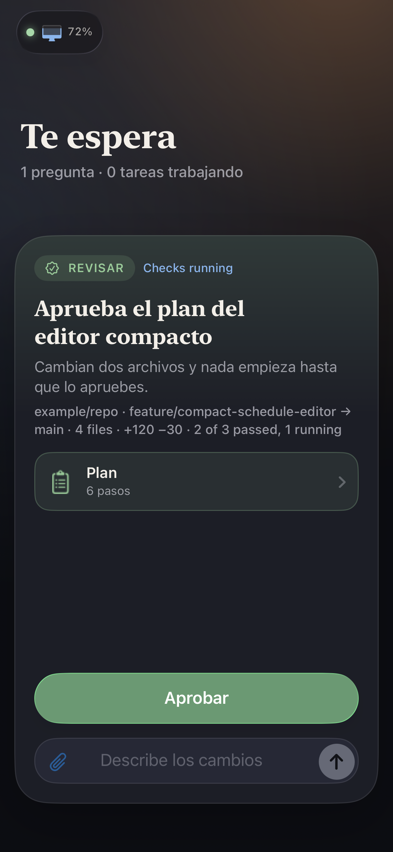 72%
Te espera
1 pregunta · 0 tareas trabajando
REVISAR Checks running
Aprueba el plan del
editor compacto
Cambian dos archivos y nada empieza hasta
que lo apruebes.
example/repo · feature/compact-schedule-editor →
main · 4 files · +120 −30 · 2 of 3 passed, 1 running
Plan
6 pasos
Aprobar
Describe los cambios